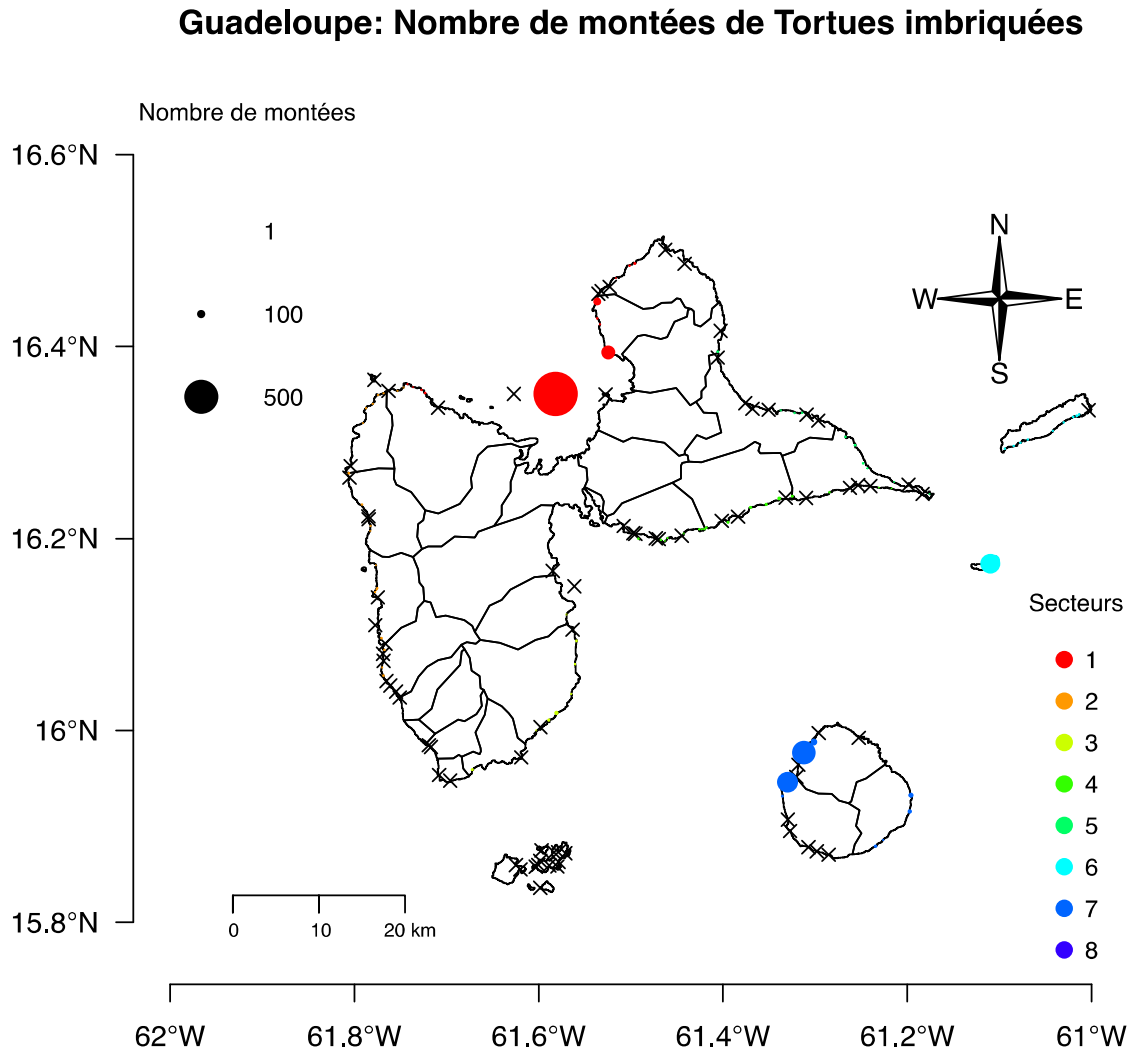 Guadeloupe: Nombre de montées de Tortues imbriquées
Nombre de montées
16.6°N
1
N
100
W
E
16.4°N
S
500
16.2°N
Secteurs
1
2
16°N
3
4
5
6
7
15.8°N
8
0
10
20 km
62°W
61.8°W
61.6°W
61.4°W
61.2°W
61°W